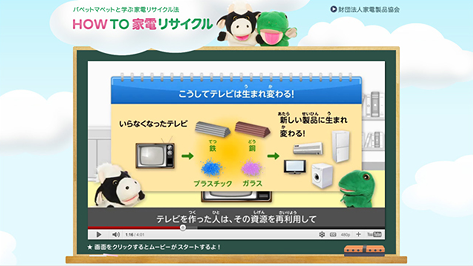 パペットマペットと学ぶ家電リサイクル法
HOW TO 家電リサイクル
財団法人家電製品協会
こうしてテレビは生まれ変わる!
いらなくなったテレビ
鉄
てつ
銅
どう
プラスチック
ガラス
新しい製品に生まれ
変わる!
テレビを作った人は、その資源を再利用して
1:16 / 4:01
480p
YouTube
★ 画面をクリックするとムービーがスタートするよ!